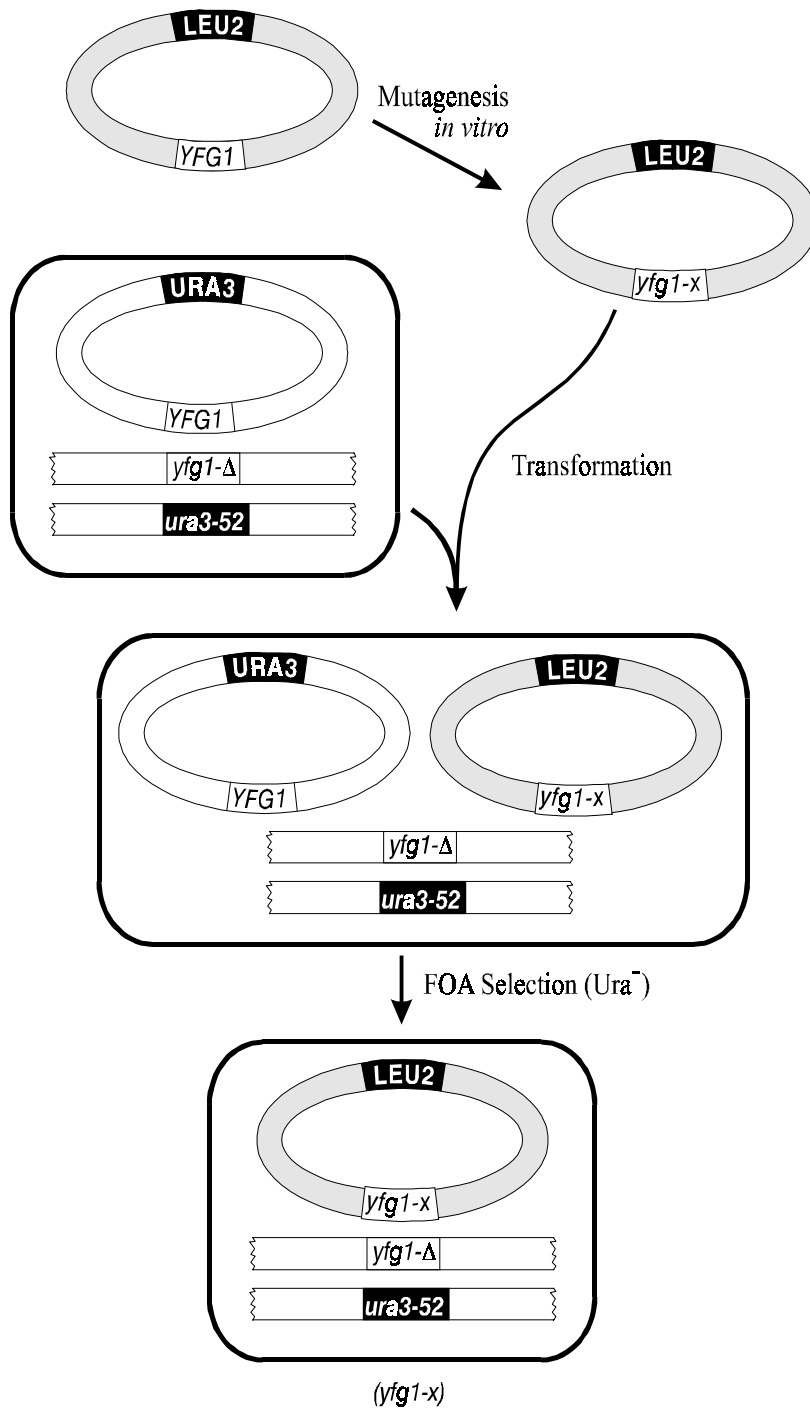 LEU2
YFG1
Mutagenesis
in vitro
LEU2
yfg1-x
URA3
YFG1
yfg1-Δ
ura3-52
Transformation
URA3
YFG1
LEU2
yfg1-x
yfg1-Δ
ura3-52
FOA Selection (Ura⁻)
LEU2
yfg1-x
yfg1-Δ
ura3-52
(yfg1-x)